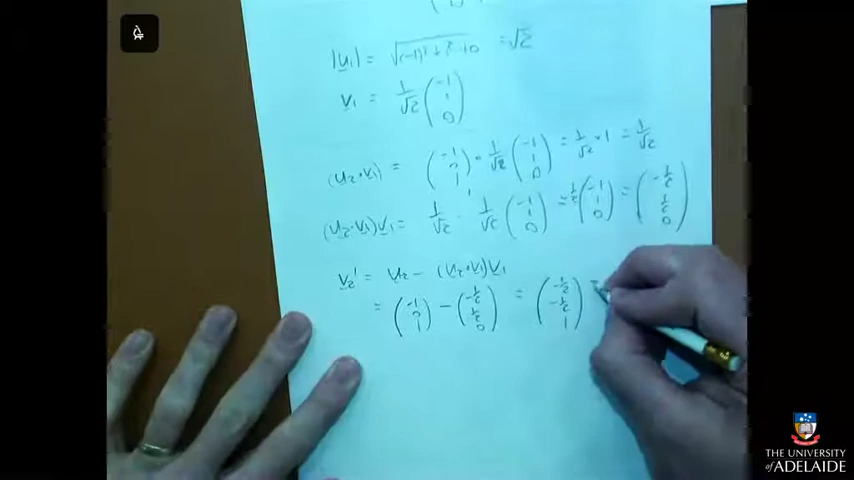 |u₁| = √((-1)²+1²+0) = √2
v₁ = 1/√2 (-1 1 0)
(u₂·v₁) = (-1 0 1) · 1/√2 (-1 1 0) = 1/√2 × 1 = 1/√2
(u₂·v₁)v₁ = 1/√2 · 1/√2 (-1 1 0) = 1/2 (-1 1 0) = (-1/2 1/2 0)
v₂' = u₂ - (u₂·v₁)v₁
= (-1 0 1) - (-1/2 1/2 0) = (-1/2 -1/2 1) =
THE UNIVERSITY
of ADELAIDE